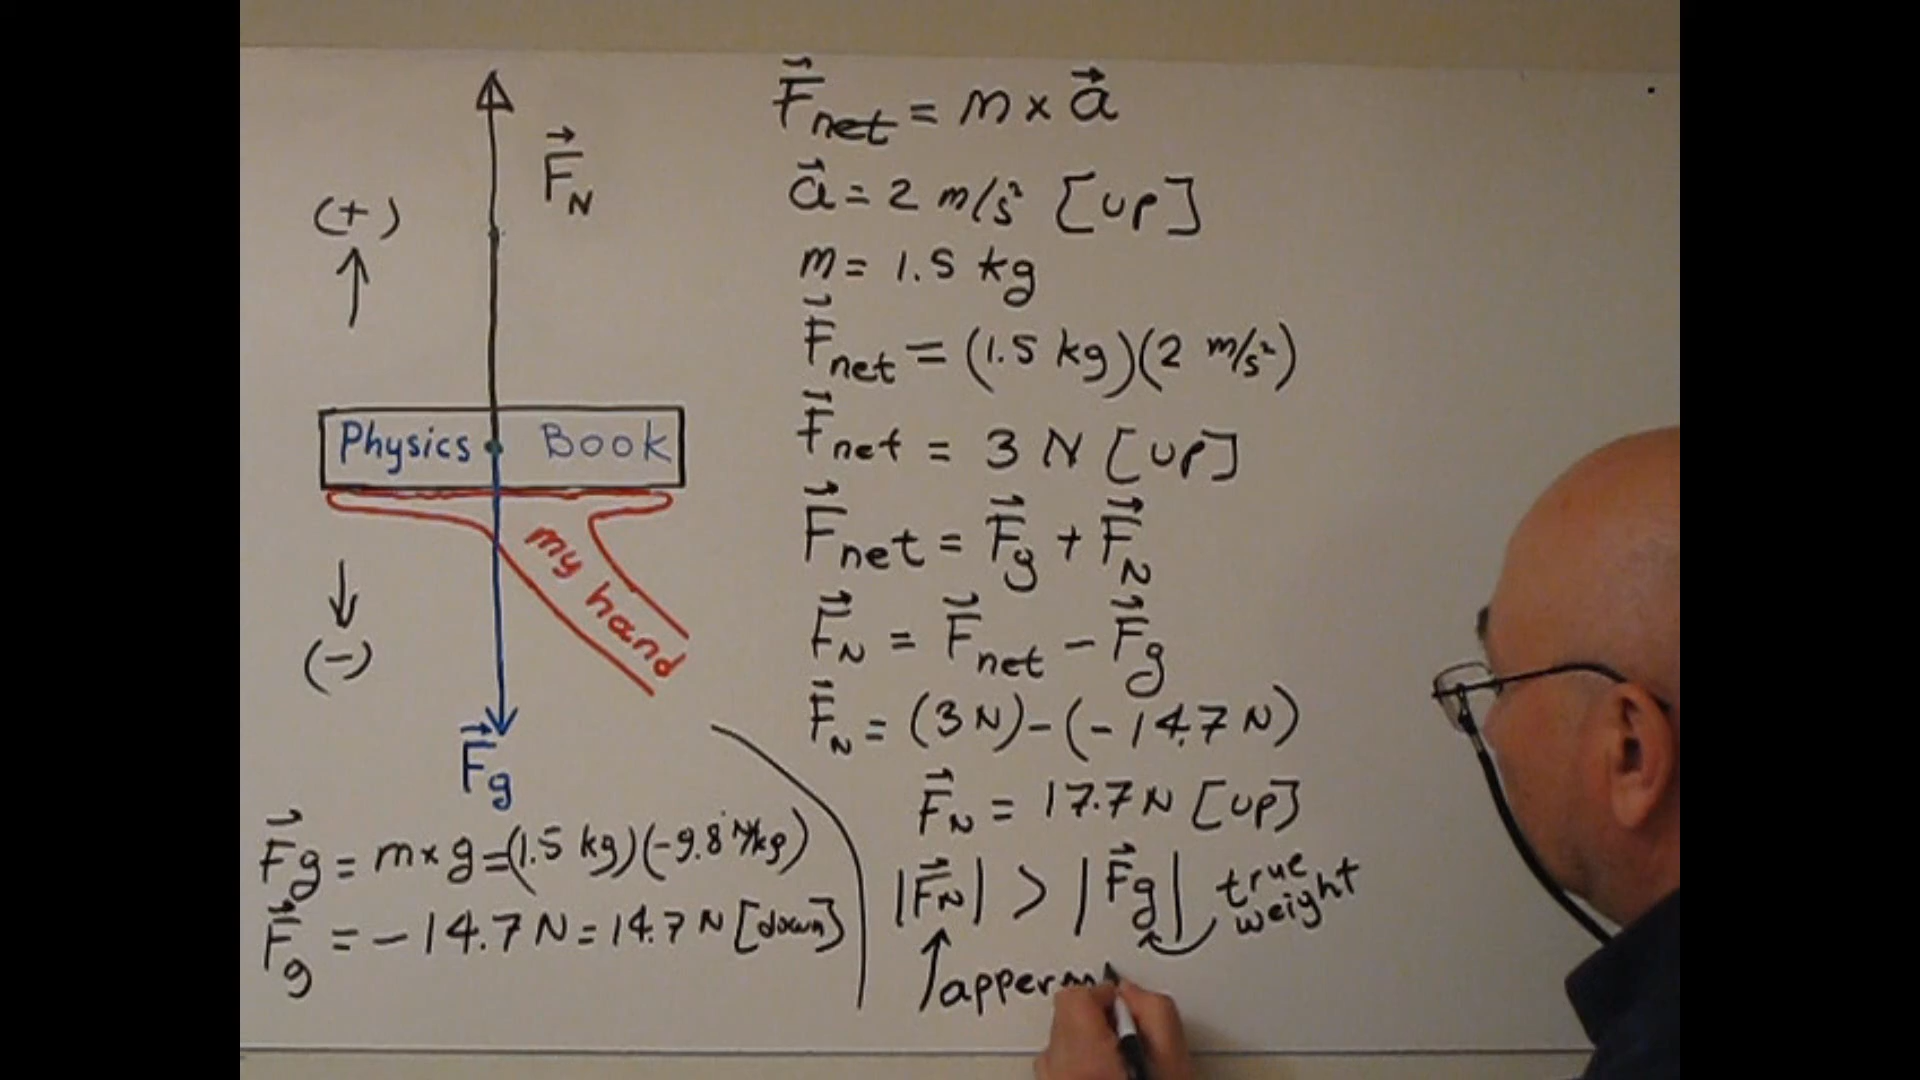 F⃗N
(+)
Physics Book
my hand
(-)
F⃗g
F⃗g = m×g = (1.5 kg)(-9.8 N/kg)
F⃗g = -14.7 N = 14.7 N [down]
F⃗net = m × a⃗
a⃗ = 2 m/s² [up]
m = 1.5 kg
F⃗net = (1.5 kg)(2 m/s²)
F⃗net = 3 N [up]
F⃗net = F⃗g + F⃗N
F⃗N = F⃗net - F⃗g
F⃗N = (3 N) - (-14.7 N)
F⃗N = 17.7 N [up]
|F⃗N| > |F⃗g| true
weight